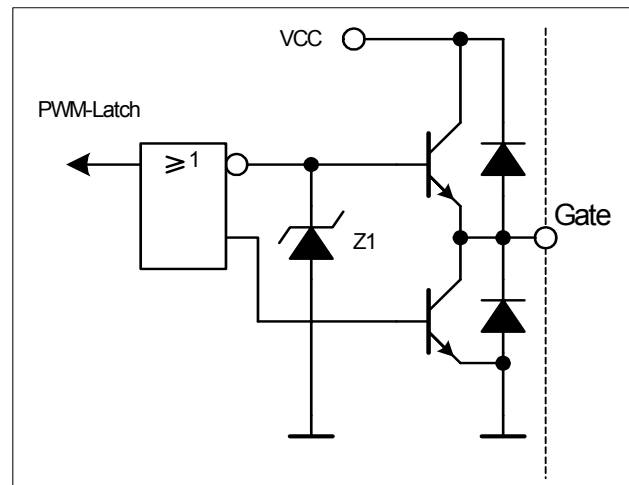 VCC
PWM-Latch
≥1
Gate
Z1